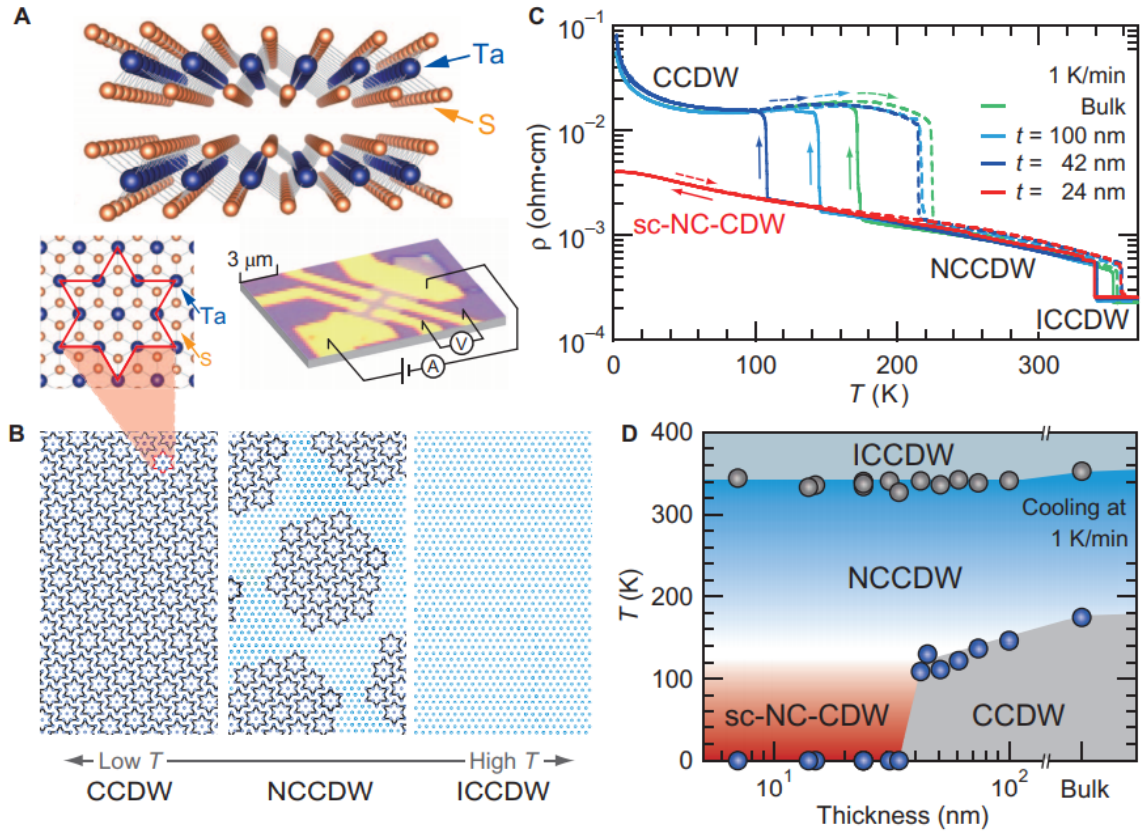 A
Ta
S
3 μm
Ta
S
V
A
B
Low T
High T
CCDW
NCCDW
ICCDW
C
10⁻¹
10⁻²
10⁻³
10⁻⁴
ρ (ohm•cm)
CCDW
1 K/min
Bulk
t = 100 nm
t = 42 nm
t = 24 nm
sc-NC-CDW
NCCDW
ICCDW
0 100 200 300
T (K)
D
400
300
200
100
0
T (K)
ICCDW
Cooling at
1 K/min
NCCDW
sc-NC-CDW
CCDW
10¹ 10² Bulk
Thickness (nm)